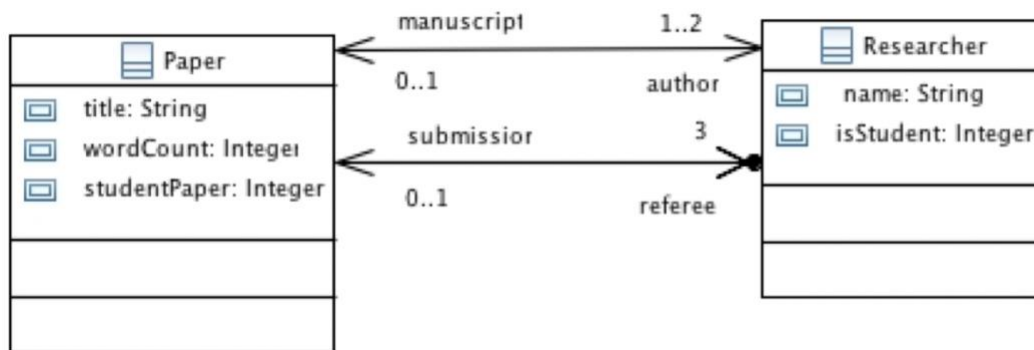 Paper
title: String
wordCount: Integer
studentPaper: Integer
manuscript
1..2
0..1
author
submission
3
0..1
referee
Researcher
name: String
isStudent: Integer